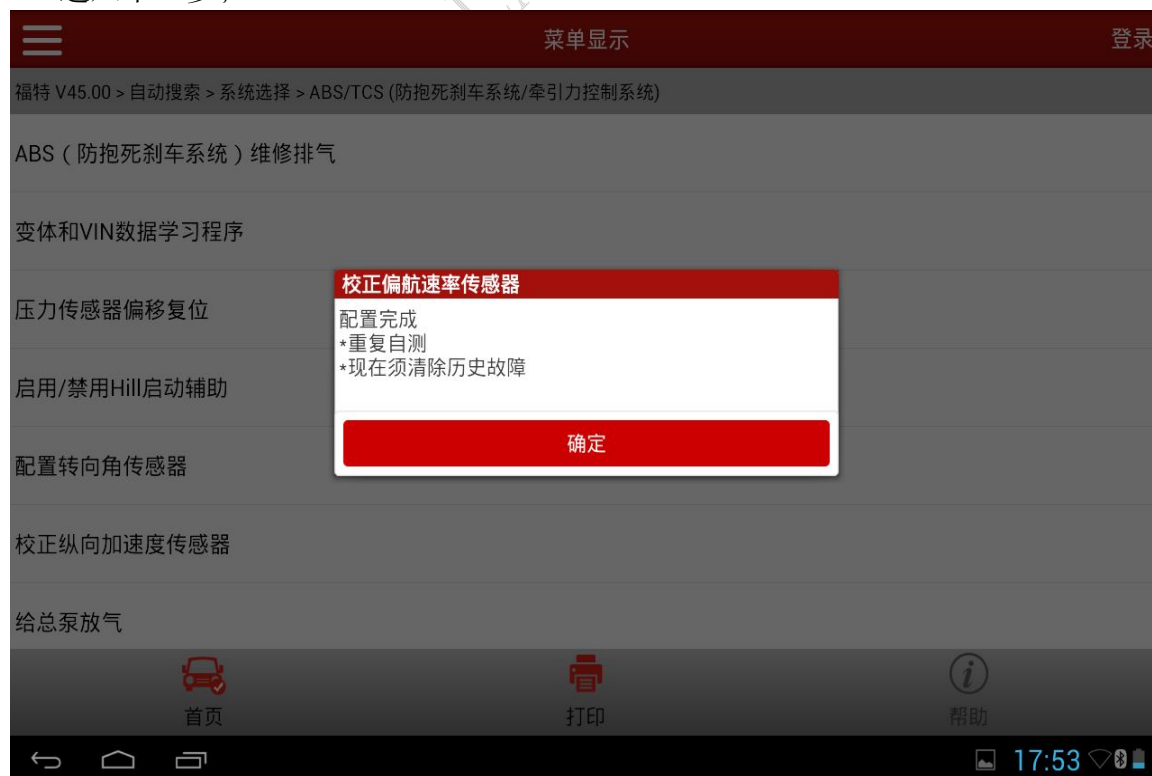 菜单显示
登录
福特 V45.00 > 自动搜索 > 系统选择 > ABS/TCS (防抱死刹车系统/牵引力控制系统)
ABS（防抱死刹车系统）维修排气
变体和VIN数据学习程序
压力传感器偏移复位
启用/禁用Hill启动辅助
配置转向角传感器
校正纵向加速度传感器
给总泵放气
校正偏航速率传感器
配置完成
*重复自测
*现在须清除历史故障
确定
首页
打印
帮助
17:53